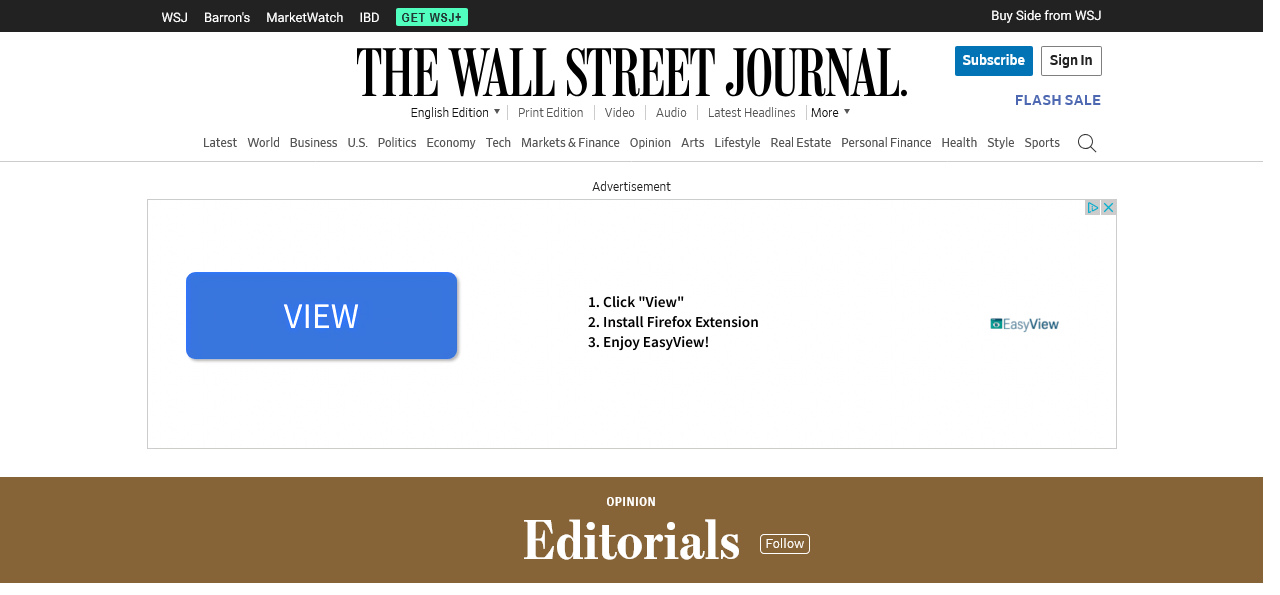 WSJ Barron's MarketWatch IBD GET WSJ+ Buy Side from WSJ
THE WALL STREET JOURNAL.
Subscribe Sign In
FLASH SALE
English Edition Print Edition Video Audio Latest Headlines More
Latest World Business U.S. Politics Economy Tech Markets & Finance Opinion Arts Lifestyle Real Estate Personal Finance Health Style Sports
Advertisement
VIEW
1. Click "View"
2. Install Firefox Extension
3. Enjoy EasyView!
EasyView
OPINION
Editorials Follow